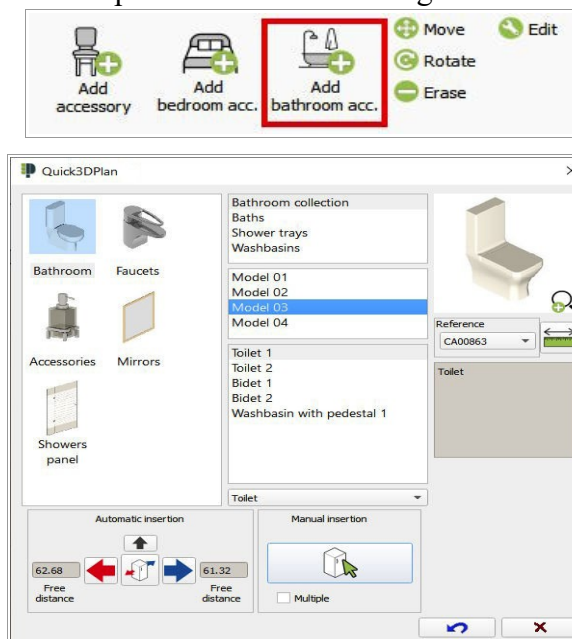 Move
Edit
Rotate
Erase
Add
accessory
Add
bedroom acc.
Add
bathroom acc.
Quick3DPlan
Bathroom
Faucets
Accessories
Mirrors
Showers
panel
Bathroom collection
Baths
Shower trays
Washbasins
Model 01
Model 02
Model 03
Model 04
Toilet 1
Toilet 2
Bidet 1
Bidet 2
Washbasin with pedestal 1
Toilet
Reference
CA00863
Toilet
Automatic insertion
62.68
Free
distance
61.32
Free
distance
Manual insertion
Multiple